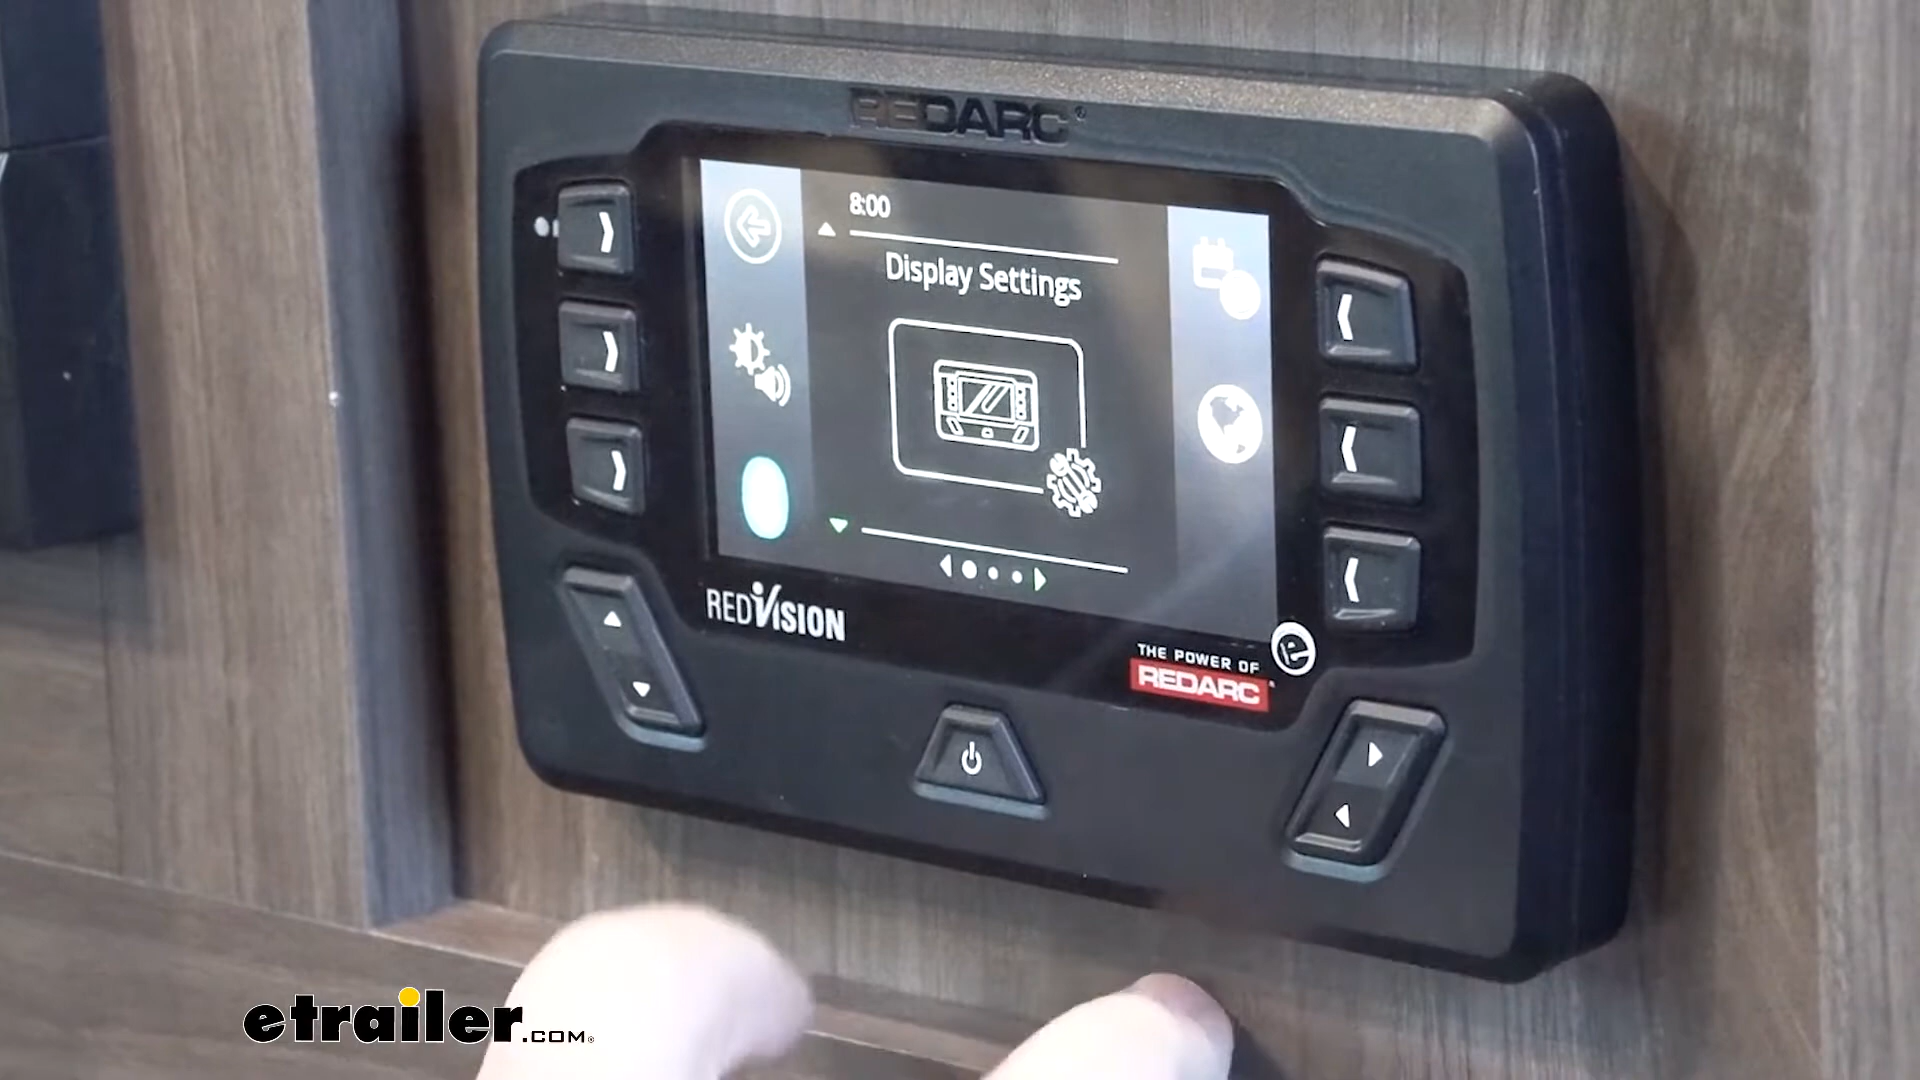 REDARC®
8:00
Display Settings
REDVISION
THE POWER OF
REDARC
e
etrailer.com®